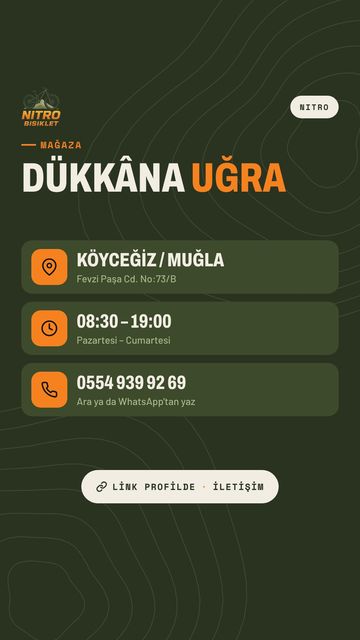 NITRO
BISIKLET
NITRO
MAĞAZA
DÜKKÂNA UĞRA
KÖYCEĞİZ / MUĞLA
Fevzi Paşa Cd. No:73/B
08:30 – 19:00
Pazartesi – Cumartesi
0554 939 92 69
Ara ya da WhatsApp'tan yaz
LİNK PROFİLDE · İLETİŞİM